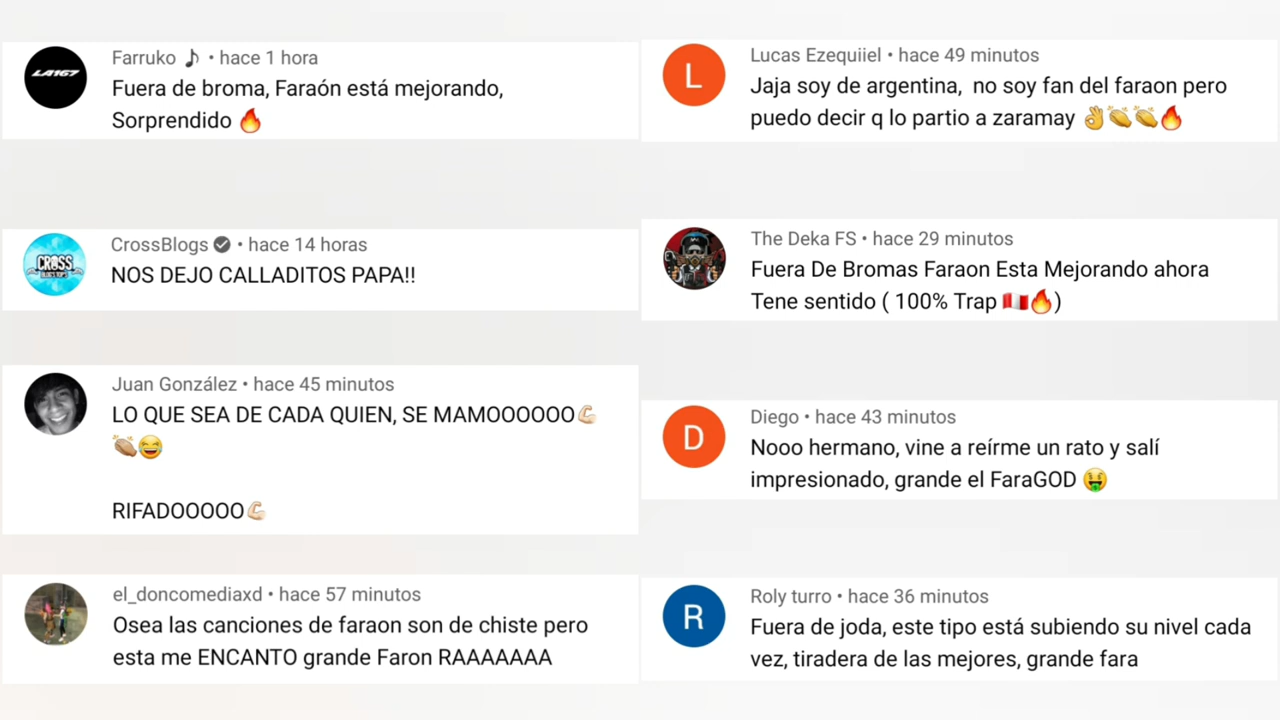 Farruko 🎵 • hace 1 hora
Fuera de broma, Faraón está mejorando,
Sorprendido 🔥
CrossBlogs • hace 14 horas
NOS DEJO CALLADITOS PAPA!!
Juan González • hace 45 minutos
LO QUE SEA DE CADA QUIEN, SE MAMOOOOOO💪🏻
👏🏽😂
RIFADOOOOO💪🏻
el_doncomediaxd • hace 57 minutos
Osea las canciones de faraon son de chiste pero
esta me ENCANTO grande Faron RAAAAAAA
L
Lucas Ezequiiel • hace 49 minutos
Jaja soy de argentina, no soy fan del faraon pero
puedo decir q lo partio a zaramay 👌👏👏🔥
The Deka FS • hace 29 minutos
Fuera De Bromas Faraon Esta Mejorando ahora
Tene sentido ( 100% Trap 🇵🇪🔥)
D
Diego • hace 43 minutos
Nooo hermano, vine a reírme un rato y salí
impresionado, grande el FaraGOD 🤑
R
Roly turro • hace 36 minutos
Fuera de joda, este tipo está subiendo su nivel cada
vez, tiradera de las mejores, grande fara